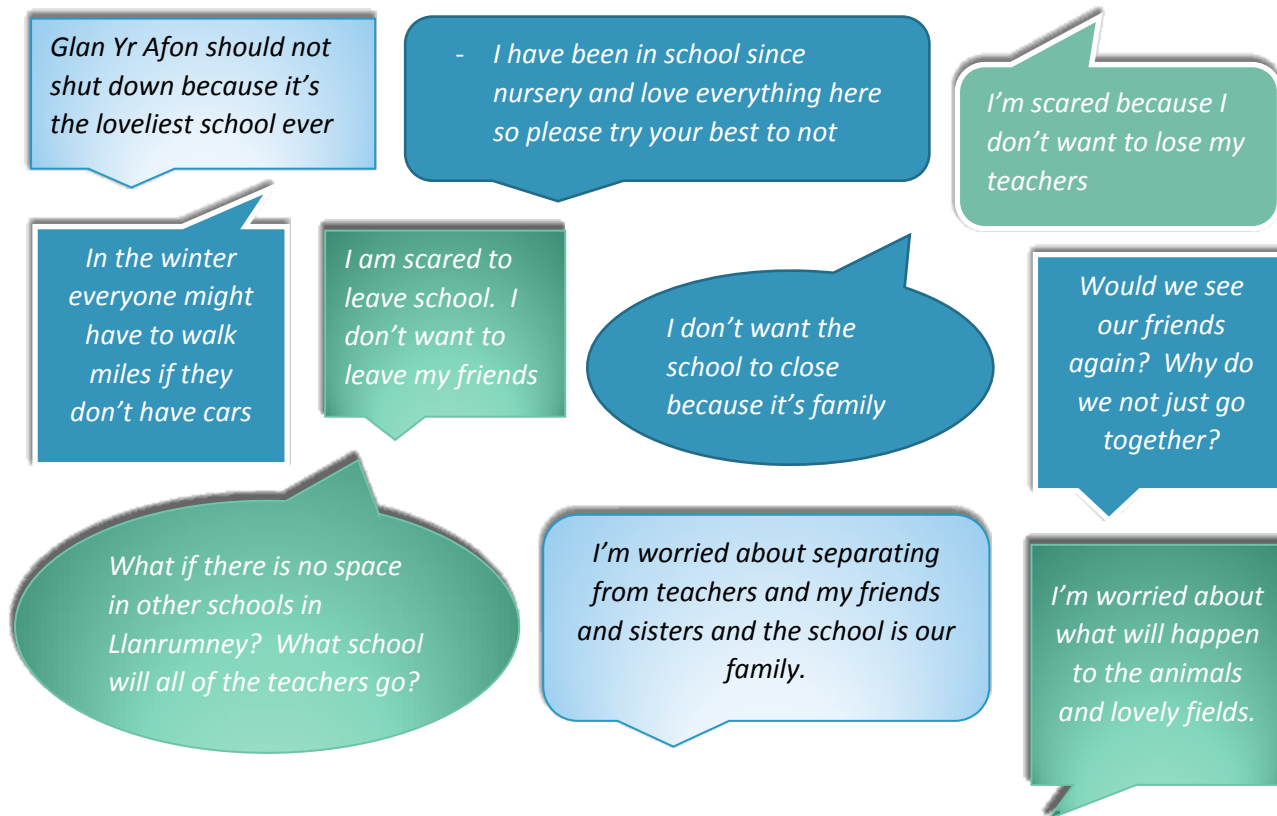 Glan Yr Afon should not
shut down because it’s
the loveliest school ever
- I have been in school since
nursery and love everything here
so please try your best to not
I’m scared because I
don’t want to lose my
teachers
In the winter
everyone might
have to walk
miles if they
don’t have cars
I am scared to
leave school.  I
don’t want to
leave my friends
I don’t want the
school to close
because it’s family
Would we see
our friends
again?  Why do
we not just go
together?
What if there is no space
in other schools in
Llanrumney?  What school
will all of the teachers go?
I’m worried about separating
from teachers and my friends
and sisters and the school is our
family.
I’m worried about
what will happen
to the animals
and lovely fields.